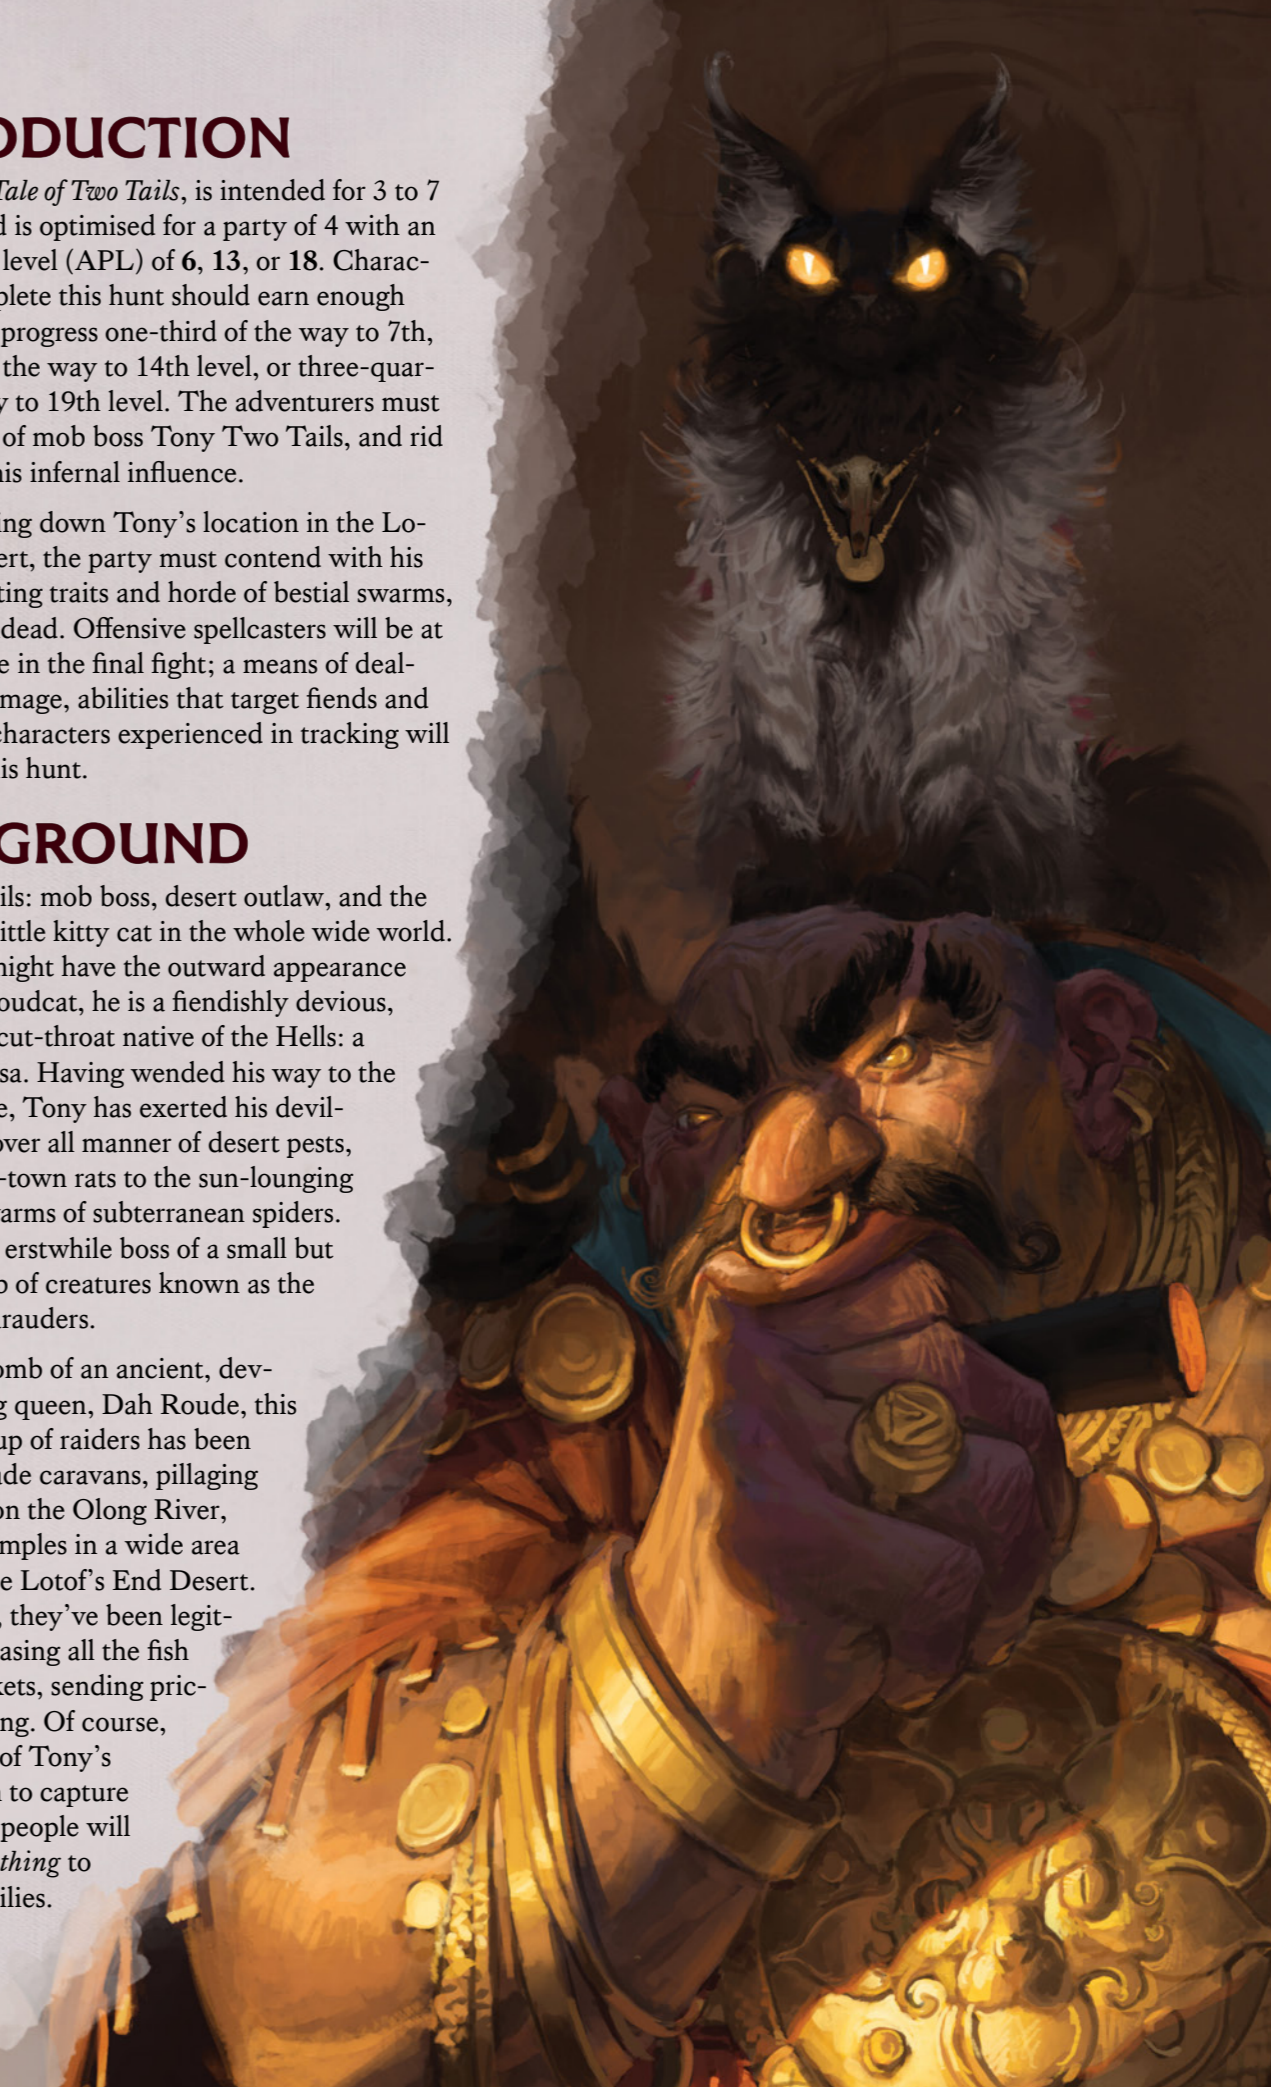 ODUCTION
Tale of Two Tails, is intended for 3 to 7
d is optimised for a party of 4 with an
level (APL) of 6, 13, or 18. Charac-
plete this hunt should earn enough
progress one-third of the way to 7th,
the way to 14th level, or three-quar-
y to 19th level. The adventurers must
of mob boss Tony Two Tails, and rid
his infernal influence.
ing down Tony's location in the Lo-
ert, the party must contend with his
ting traits and horde of bestial swarms,
dead. Offensive spellcasters will be at
e in the final fight; a means of deal-
mage, abilities that target fiends and
characters experienced in tracking will
is hunt.
GROUND
ils: mob boss, desert outlaw, and the
ittle kitty cat in the whole wide world.
might have the outward appearance
oudcat, he is a fiendishly devious,
cut-throat native of the Hells: a
sa. Having wended his way to the
e, Tony has exerted his devil-
over all manner of desert pests,
-town rats to the sun-lounging
arms of subterranean spiders.
erstwhile boss of a small but
p of creatures known as the
rauders.
omb of an ancient, dev-
g queen, Dah Roude, this
up of raiders has been
ade caravans, pillaging
on the Olong River,
mples in a wide area
e Lotof's End Desert.
, they've been legit-
asing all the fish
kets, sending pric-
ng. Of course,
of Tony's
n to capture
people will
thing to
ilies.